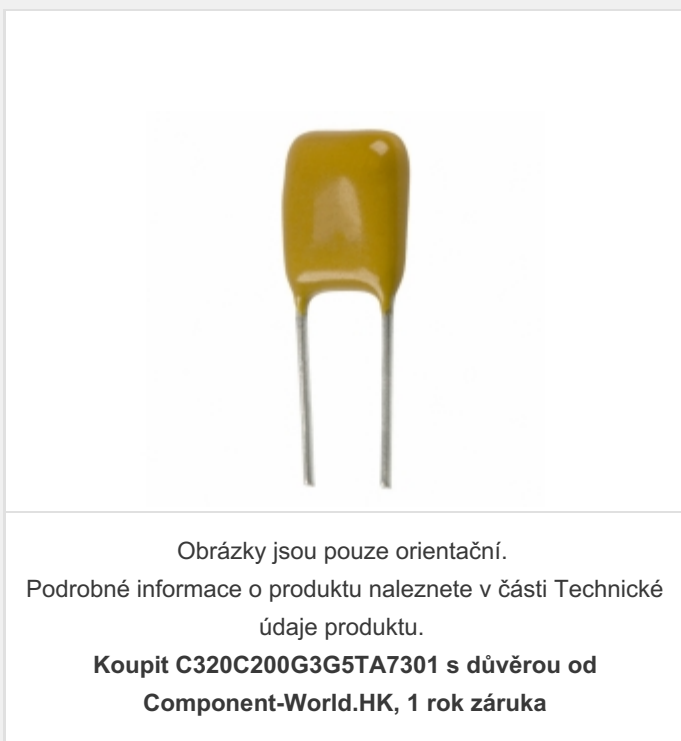 Obrázky jsou pouze orientační.
Podrobné informace o produktu naleznete v části Technické
údaje produktu.
Koupit C320C200G3G5TA7301 s důvěrou od
Component-World.HK, 1 rok záruka